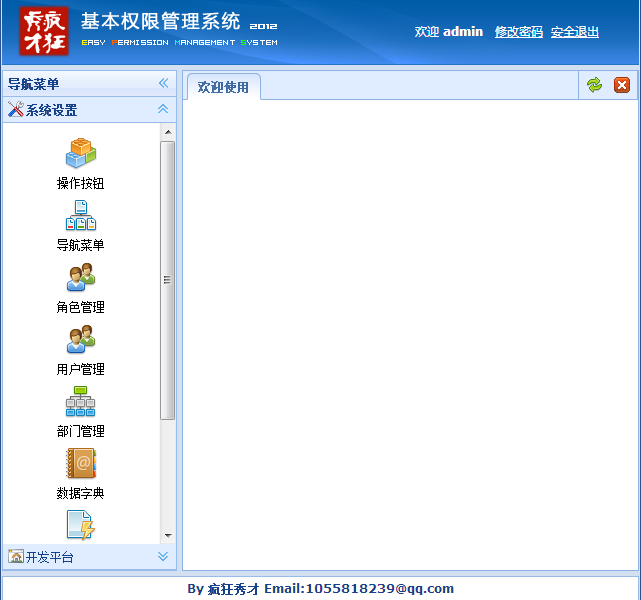 疯狂秀才
基本权限管理系统 2012
EASY PERMISSION MANAGEMENT SYSTEM
欢迎 admin 修改密码 安全退出
导航菜单
系统设置
操作按钮
导航菜单
角色管理
用户管理
部门管理
数据字典
开发平台
欢迎使用
By 疯狂秀才 Email:1055818239@qq.com